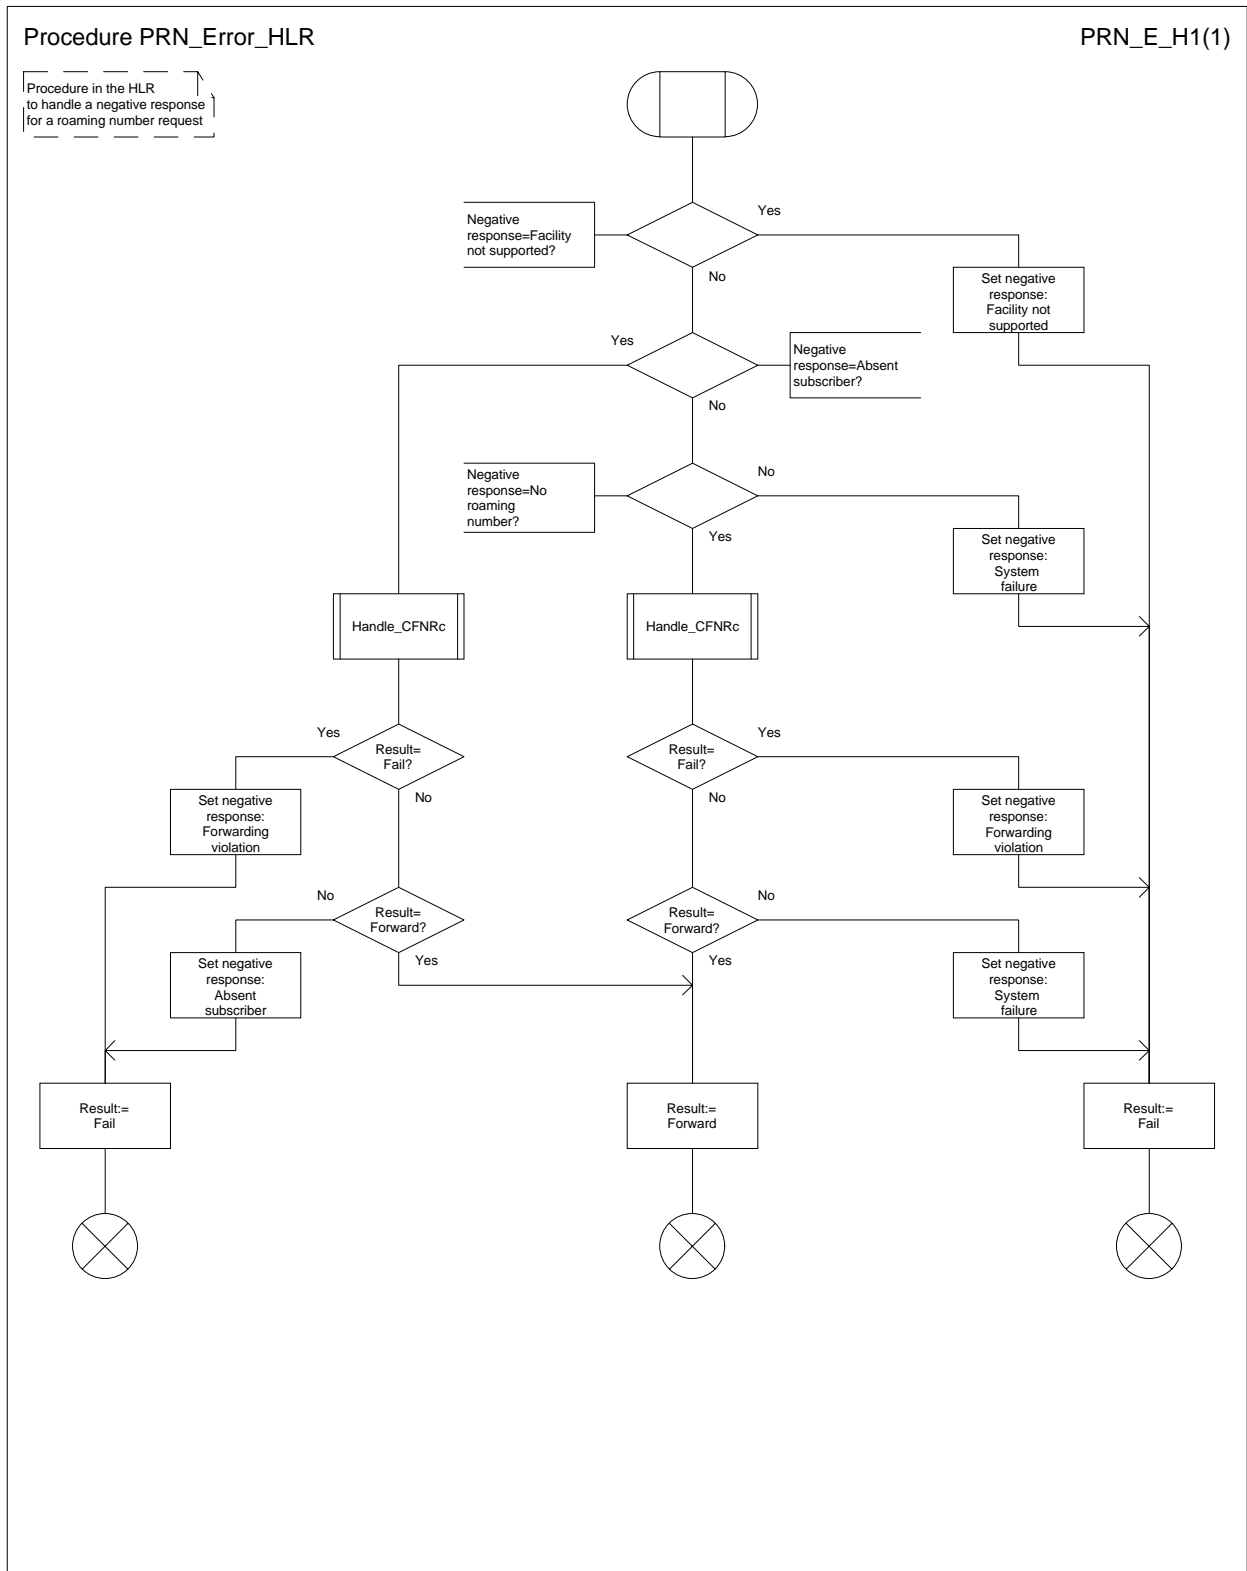 Procedure PRN_Error_HLR
PRN_E_H1(1)
Procedure in the HLR
to handle a negative response
for a roaming number request
Negative
response=Facility
not supported?
Yes
No
Set negative
response:
Facility not
supported
Yes
Negative
response=Absent
subscriber?
No
Negative
response=No
roaming
number?
No
Yes
Set negative
response:
System
failure
Handle_CFNRc
Handle_CFNRc
Yes
Result=
Fail?
No
Yes
Result=
Fail?
No
Set negative
response:
Forwarding
violation
Set negative
response:
Forwarding
violation
No
Result=
Forward?
Yes
No
Result=
Forward?
Yes
Set negative
response:
Absent
subscriber
Set negative
response:
System
failure
Result:=
Fail
Result:=
Forward
Result:=
Fail